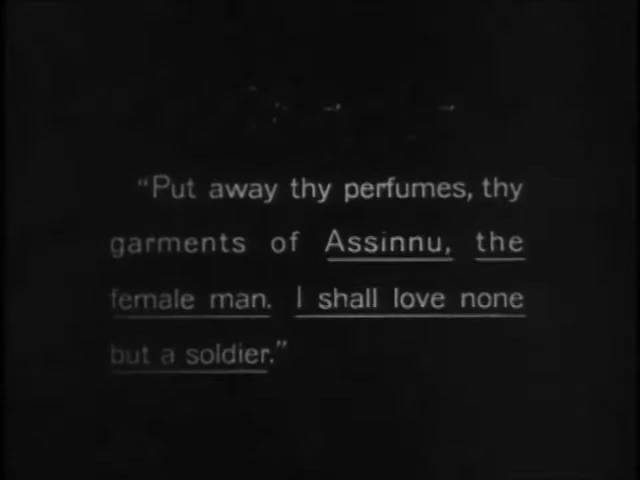 "Put away thy perfumes, thy
garments of Assinnu, the
female man. I shall love none
but a soldier."